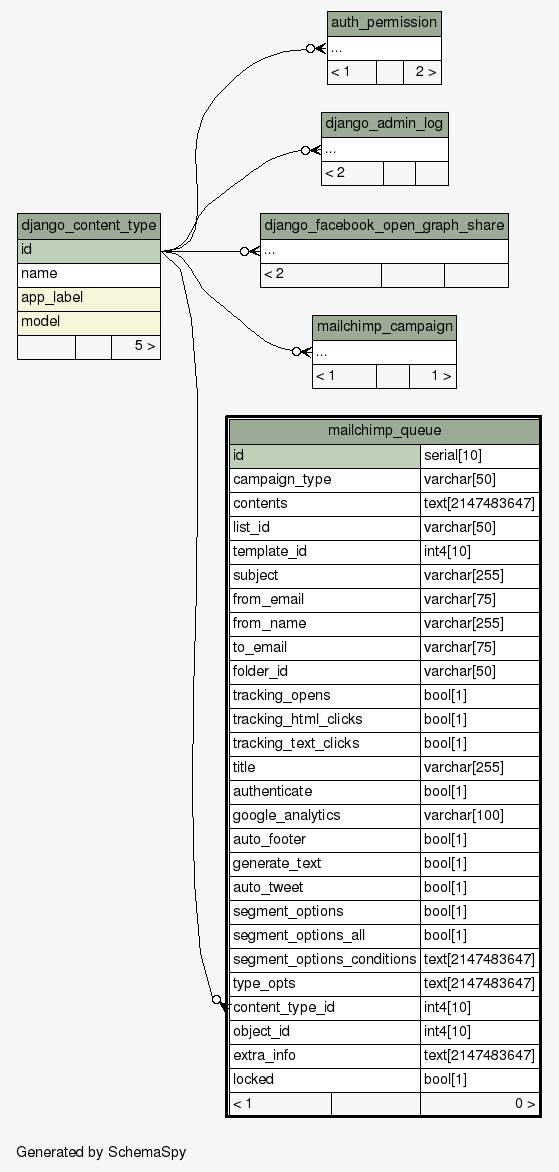 auth_permission
...
< 1 2 >
django_admin_log
...
< 2
django_content_type
id
name
app_label
model
5 >
django_facebook_open_graph_share
...
< 2
mailchimp_campaign
...
< 1 1 >
mailchimp_queue
id serial[10]
campaign_type varchar[50]
contents text[2147483647]
list_id varchar[50]
template_id int4[10]
subject varchar[255]
from_email varchar[75]
from_name varchar[255]
to_email varchar[75]
folder_id varchar[50]
tracking_opens bool[1]
tracking_html_clicks bool[1]
tracking_text_clicks bool[1]
title varchar[255]
authenticate bool[1]
google_analytics varchar[100]
auto_footer bool[1]
generate_text bool[1]
auto_tweet bool[1]
segment_options bool[1]
segment_options_all bool[1]
segment_options_conditions text[2147483647]
type_opts text[2147483647]
content_type_id int4[10]
object_id int4[10]
extra_info text[2147483647]
locked bool[1]
< 1 0 >
Generated by SchemaSpy